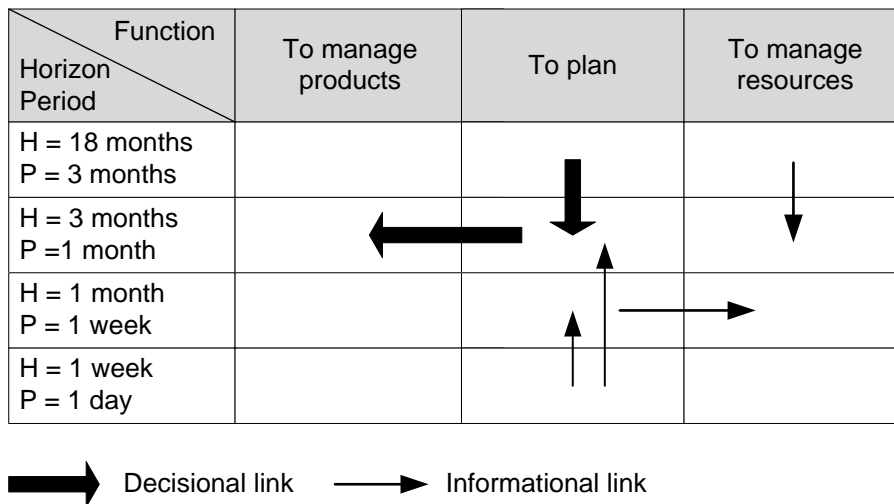 Function
Horizon
Period
To manage
products
To plan
To manage
resources
H = 18 months
P = 3 months
H = 3 months
P =1 month
H = 1 month
P = 1 week
H = 1 week
P = 1 day
Decisional link
Informational link